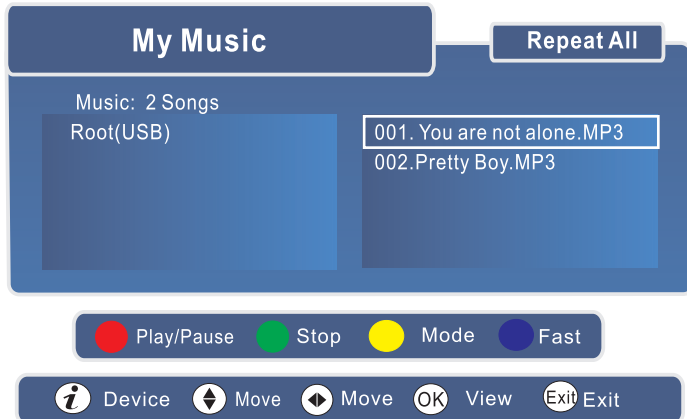 My Music
Repeat All
Music: 2 Songs
Root(USB)
001. You are not alone.MP3
002.Pretty Boy.MP3
Play/Pause Stop Mode Fast
i Device Move Move OK View Exit Exit